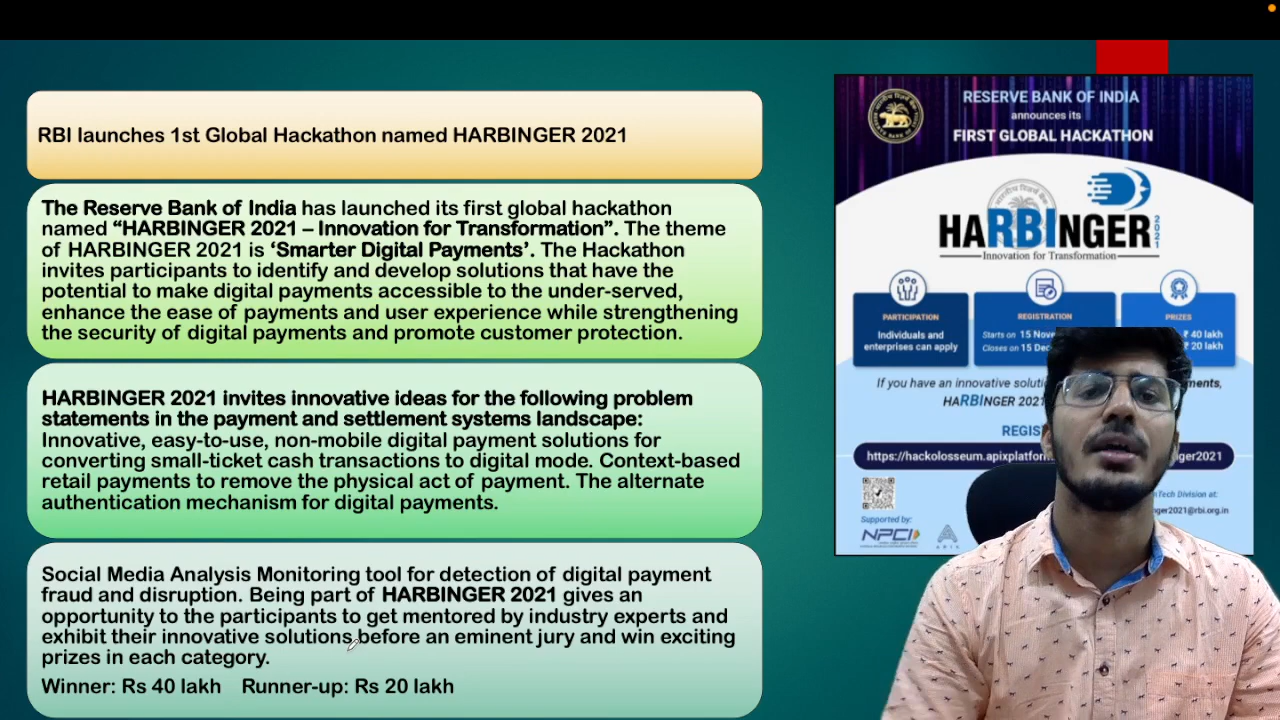 RBI launches 1st Global Hackathon named HARBINGER 2021
The Reserve Bank of India has launched its first global hackathon
named “HARBINGER 2021 – Innovation for Transformation”. The theme
of HARBINGER 2021 is ‘Smarter Digital Payments’. The Hackathon
invites participants to identify and develop solutions that have the
potential to make digital payments accessible to the under-served,
enhance the ease of payments and user experience while strengthening
the security of digital payments and promote customer protection.
HARBINGER 2021 invites innovative ideas for the following problem
statements in the payment and settlement systems landscape:
Innovative, easy-to-use, non-mobile digital payment solutions for
converting small-ticket cash transactions to digital mode. Context-based
retail payments to remove the physical act of payment. The alternate
authentication mechanism for digital payments.
Social Media Analysis Monitoring tool for detection of digital payment
fraud and disruption. Being part of HARBINGER 2021 gives an
opportunity to the participants to get mentored by industry experts and
exhibit their innovative solutions before an eminent jury and win exciting
prizes in each category.
Winner: Rs 40 lakh Runner-up: Rs 20 lakh
RESERVE BANK OF INDIA
announces its
FIRST GLOBAL HACKATHON
HARBINGER 2021
Innovation for Transformation
PARTICIPATION
Individuals and
enterprises can apply
REGISTRATION
Starts on 15
Closes on 15
PRIZES
₹ 40 lakh
₹ 20 lakh
If you have an innovative
HARBINGER 2021
https://hackolosseum.apixplatform
Division at:
nger2021@rbi.org.in
Supported by:
NPCI